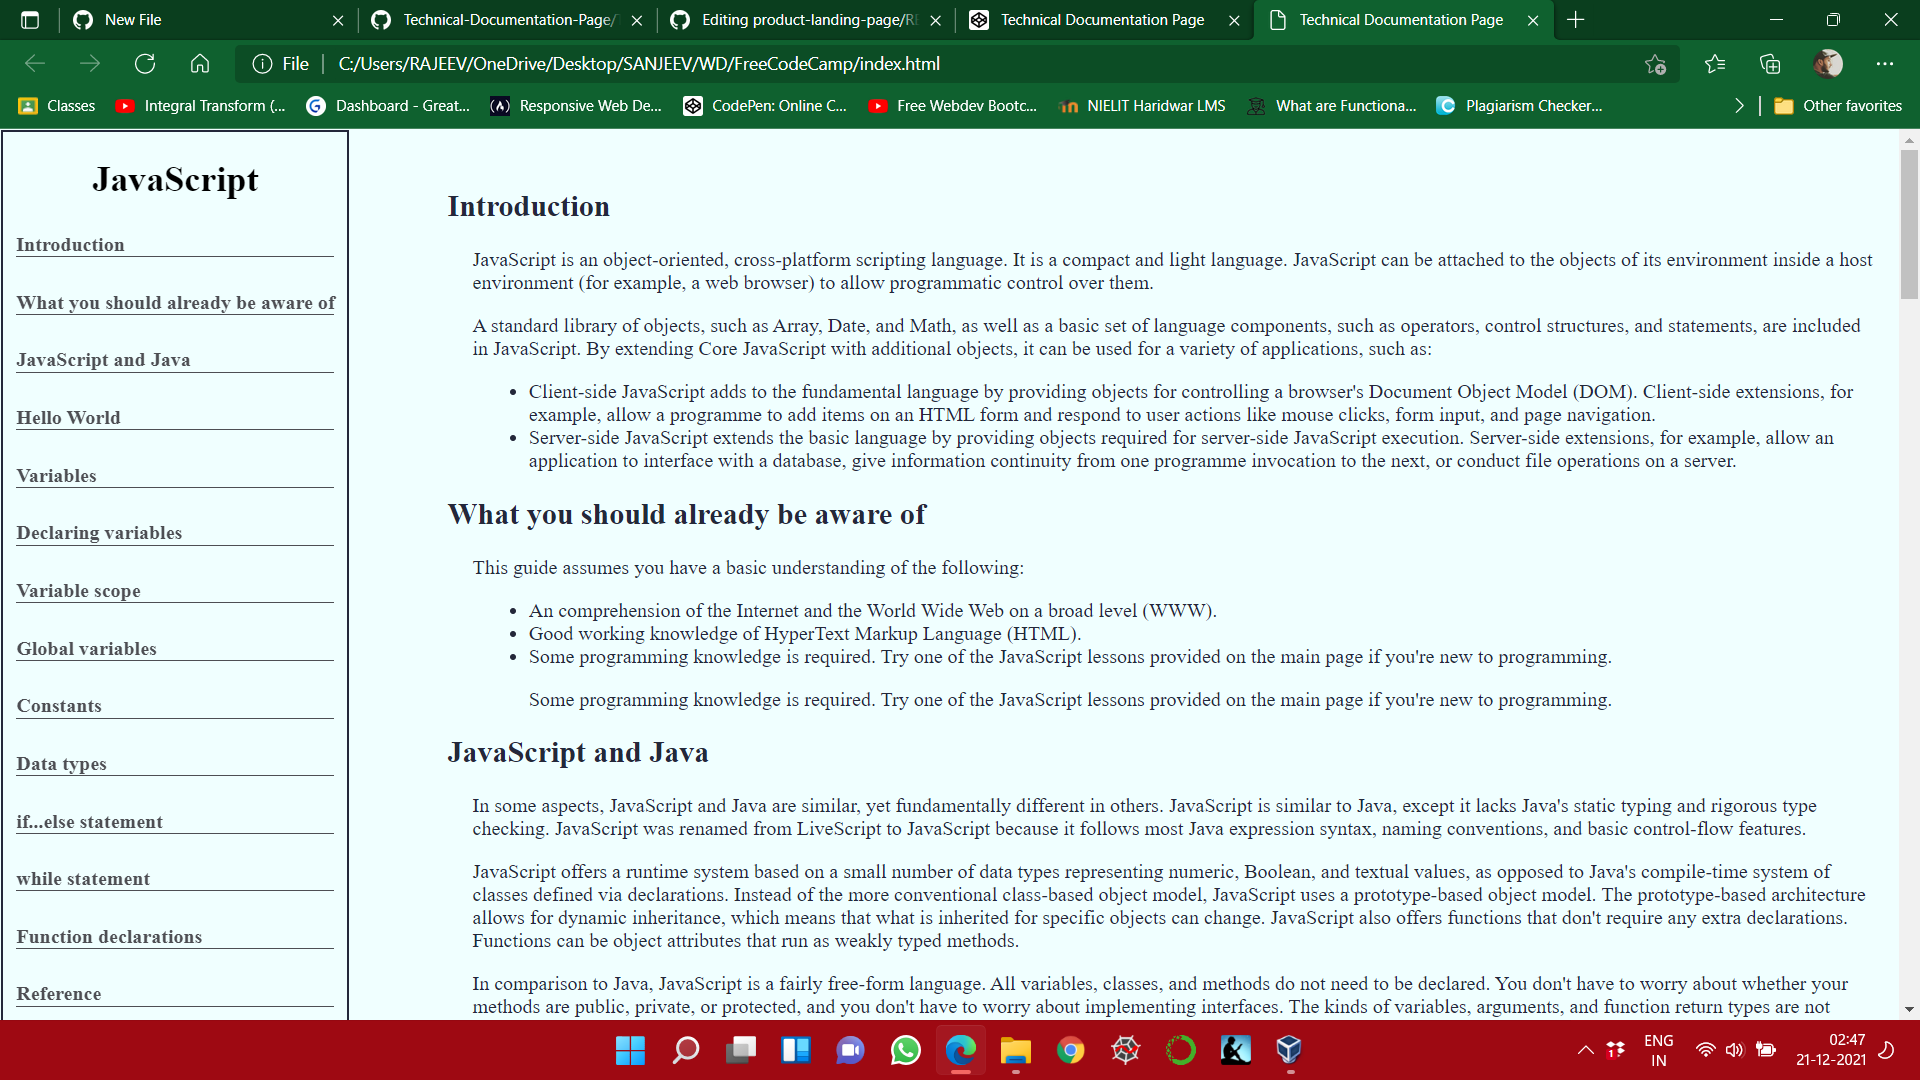 New File
Technical-Documentation-Page/
Editing product-landing-page/RE
Technical Documentation Page
Technical Documentation Page
File
C:/Users/RAJEEV/OneDrive/Desktop/SANJEEV/WD/FreeCodeCamp/index.html
Classes
Integral Transform (...
Dashboard - Great...
Responsive Web De...
CodePen: Online C...
Free Webdev Bootc...
NIELIT Haridwar LMS
What are Functiona...
Plagiarism Checker...
Other favorites
JavaScript
Introduction
What you should already be aware of
JavaScript and Java
Hello World
Variables
Declaring variables
Variable scope
Global variables
Constants
Data types
if...else statement
while statement
Function declarations
Reference
Introduction
JavaScript is an object-oriented, cross-platform scripting language. It is a compact and light language. JavaScript can be attached to the objects of its environment inside a host
environment (for example, a web browser) to allow programmatic control over them.
A standard library of objects, such as Array, Date, and Math, as well as a basic set of language components, such as operators, control structures, and statements, are included
in JavaScript. By extending Core JavaScript with additional objects, it can be used for a variety of applications, such as:
• Client-side JavaScript adds to the fundamental language by providing objects for controlling a browser's Document Object Model (DOM). Client-side extensions, for
example, allow a programme to add items on an HTML form and respond to user actions like mouse clicks, form input, and page navigation.
• Server-side JavaScript extends the basic language by providing objects required for server-side JavaScript execution. Server-side extensions, for example, allow an
application to interface with a database, give information continuity from one programme invocation to the next, or conduct file operations on a server.
What you should already be aware of
This guide assumes you have a basic understanding of the following:
• An comprehension of the Internet and the World Wide Web on a broad level (WWW).
• Good working knowledge of HyperText Markup Language (HTML).
• Some programming knowledge is required. Try one of the JavaScript lessons provided on the main page if you're new to programming.
Some programming knowledge is required. Try one of the JavaScript lessons provided on the main page if you're new to programming.
JavaScript and Java
In some aspects, JavaScript and Java are similar, yet fundamentally different in others. JavaScript is similar to Java, except it lacks Java's static typing and rigorous type
checking. JavaScript was renamed from LiveScript to JavaScript because it follows most Java expression syntax, naming conventions, and basic control-flow features.
JavaScript offers a runtime system based on a small number of data types representing numeric, Boolean, and textual values, as opposed to Java's compile-time system of
classes defined via declarations. Instead of the more conventional class-based object model, JavaScript uses a prototype-based object model. The prototype-based architecture
allows for dynamic inheritance, which means that what is inherited for specific objects can change. JavaScript also offers functions that don't require any extra declarations.
Functions can be object attributes that run as weakly typed methods.
In comparison to Java, JavaScript is a fairly free-form language. All variables, classes, and methods do not need to be declared. You don't have to worry about whether your
methods are public, private, or protected, and you don't have to worry about implementing interfaces. The kinds of variables, arguments, and function return types are not
1
ENG
IN
02:47
21-12-2021